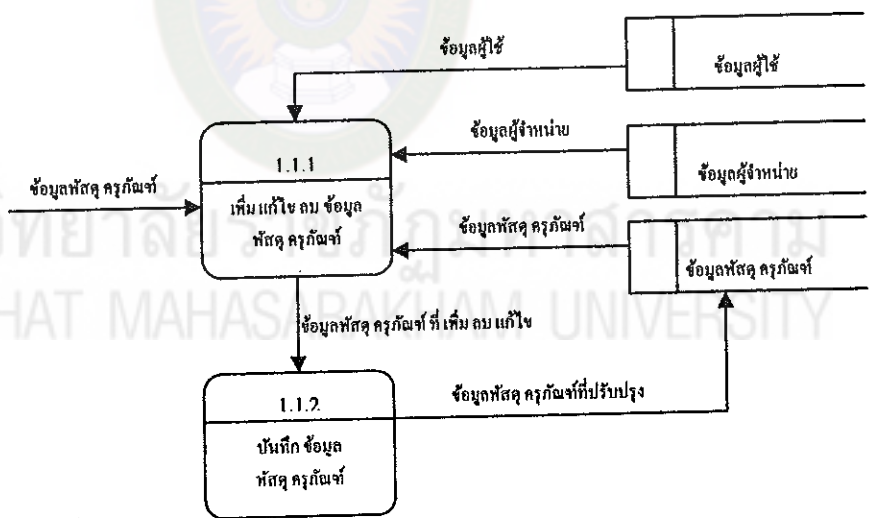 ข้อมูลผู้ใช้
ข้อมูลผู้ใช้
ข้อมูลผู้จำหน่าย
ข้อมูลผู้จำหน่าย
ข้อมูลพัสดุ ครุภัณฑ์
1.1.1
เพิ่ม แก้ไข ลบ ข้อมูล
พัสดุ ครุภัณฑ์
ข้อมูลพัสดุ ครุภัณฑ์
ข้อมูลพัสดุ ครุภัณฑ์
HAT MAHASARAKHAM UNIVERSITY
ข้อมูลพัสดุ ครุภัณฑ์ ที่ เพิ่ม ลบ แก้ไข
ข้อมูลพัสดุ ครุภัณฑ์ที่ปรับปรุง
1.1.2
บันทึก ข้อมูล
พัสดุ ครุภัณฑ์